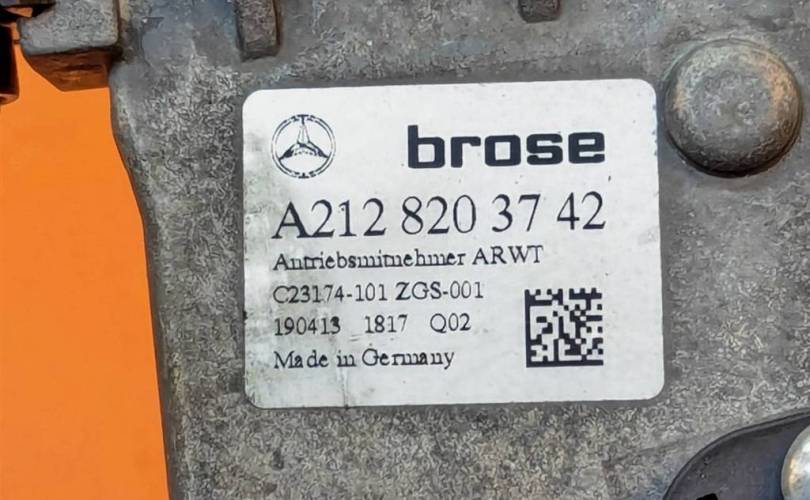 brose
A212 820 37 42
Antriebsmitnehmer ARWT
C23174-101 ZGS-001
190413 1817 Q02
Made in Germany